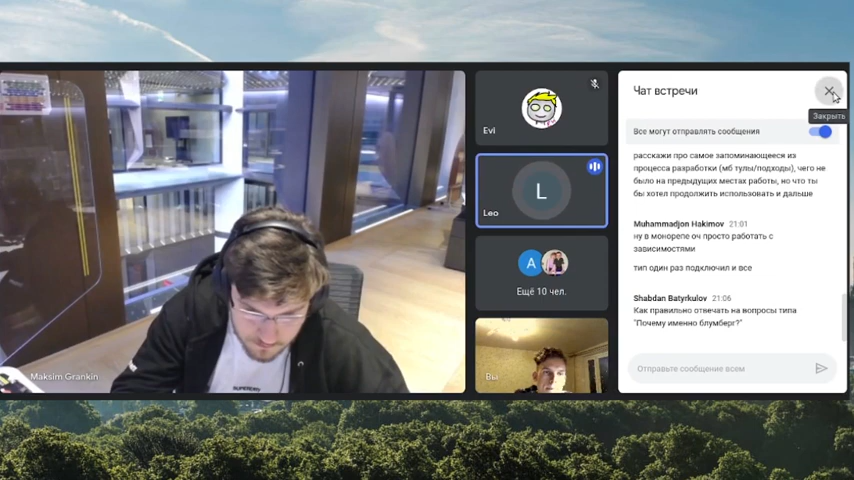 Maksim Grankin
Evi
L
Leo
A
Ещё 10 чел.
Вы
Чат встречи
Закрыть
Все могут отправлять сообщения
расскажи про самое запоминающееся из
процесса разработки (мб тулы/подходы), чего не
было на предыдущих местах работы, но что ты
бы хотел продолжить использовать и дальше
Muhammadjon Hakimov 21:01
ну в монорепе оч просто работать с
зависимостями
тип один раз подключил и все
Shabdan Batyrkulov 21:06
Как правильно отвечать на вопросы типа
"Почему именно блумберг?"
Отправьте сообщение всем